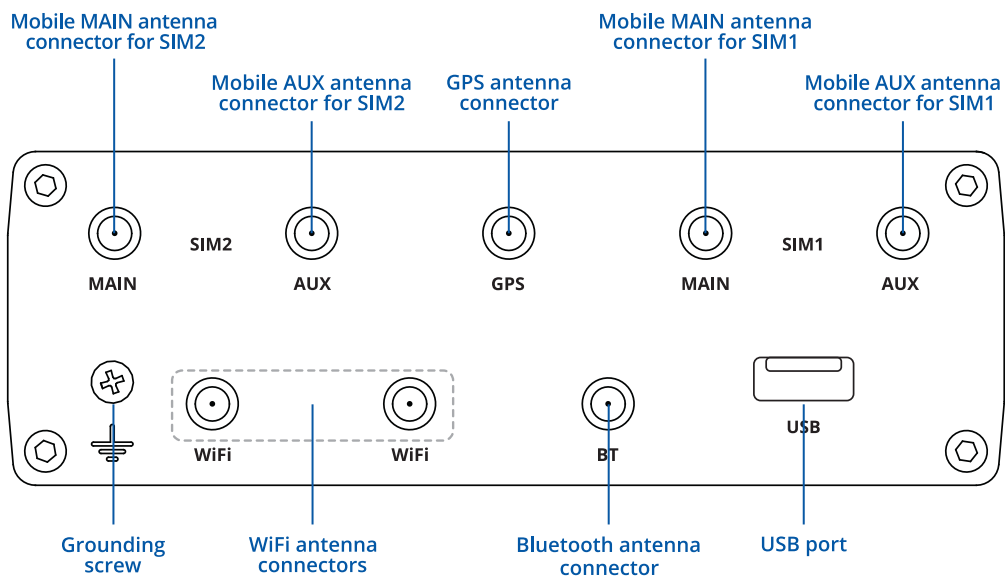 Mobile MAIN antenna
connector for SIM2
Mobile MAIN antenna
connector for SIM1
Mobile AUX antenna
connector for SIM2
GPS antenna
connector
Mobile AUX antenna
connector for SIM1
SIM2
SIM1
MAIN
AUX
GPS
MAIN
AUX
USB
WiFi
WiFi
BT
Grounding
screw
WiFi antenna
connectors
Bluetooth antenna
connector
USB port